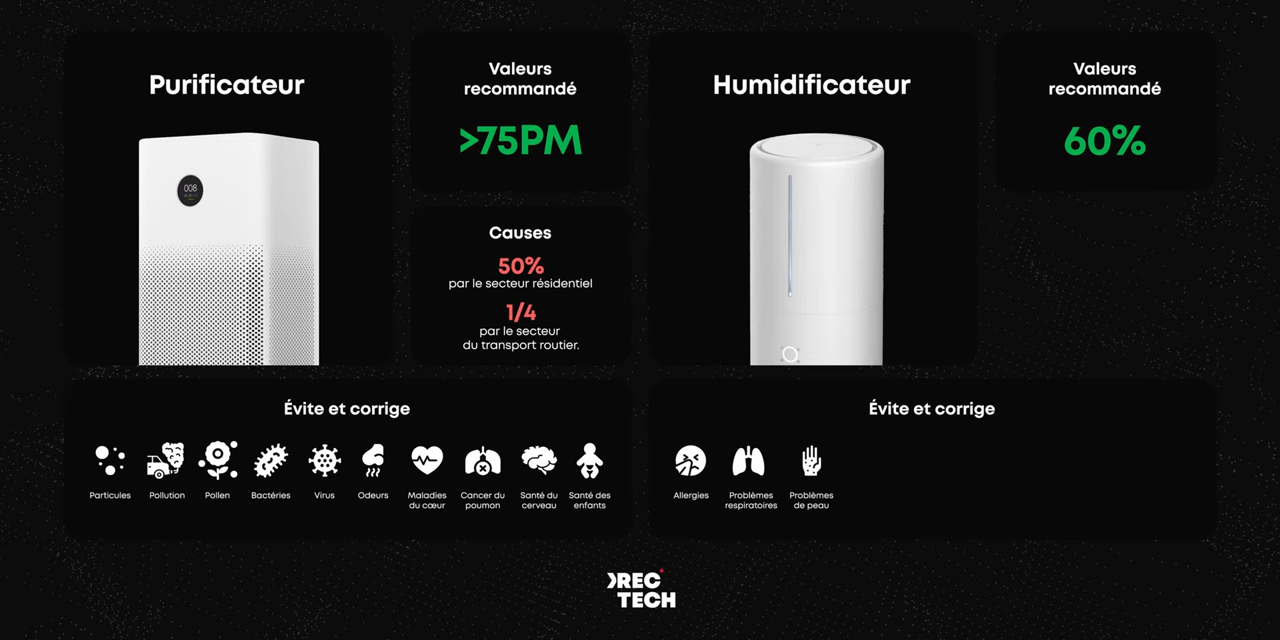 Purificateur
008
Valeurs
recommandé
>75PM
Causes
50%
par le secteur résidentiel
1/4
par le secteur
du transport routier.
Évite et corrige
Particules
Pollution
Pollen
Bactéries
Virus
Odeurs
Maladies
du cœur
Cancer du
poumon
Santé du
cerveau
Santé des
enfants
Humidificateur
Valeurs
recommandé
60%
Évite et corrige
Allergies
Problèmes
respiratoires
Problèmes
de peau
REC
TECH